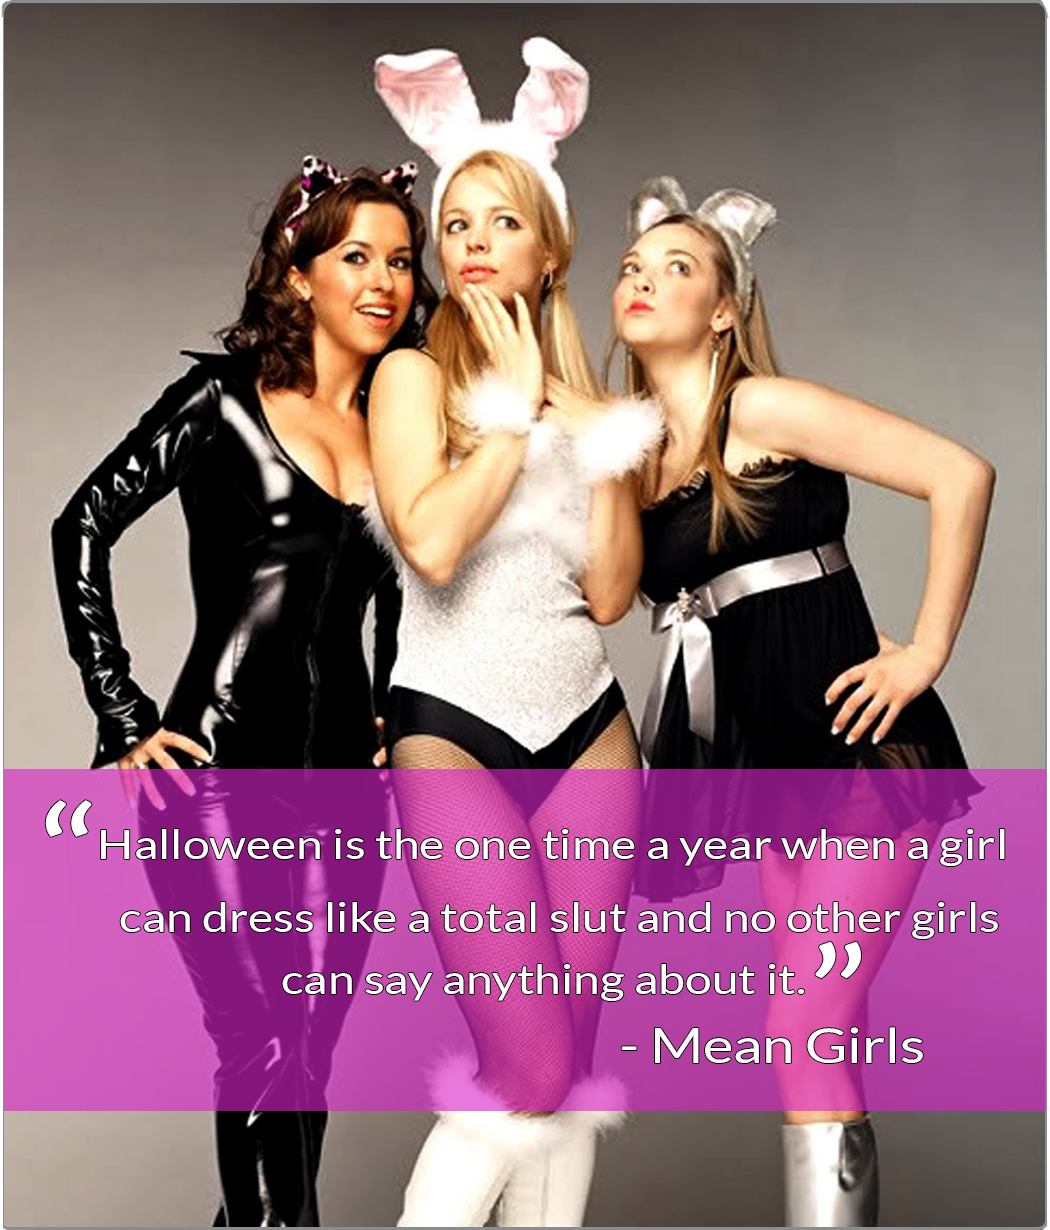 “Halloween is the one time a year when a girl
can dress like a total slut and no other girls
can say anything about it.”
- Mean Girls